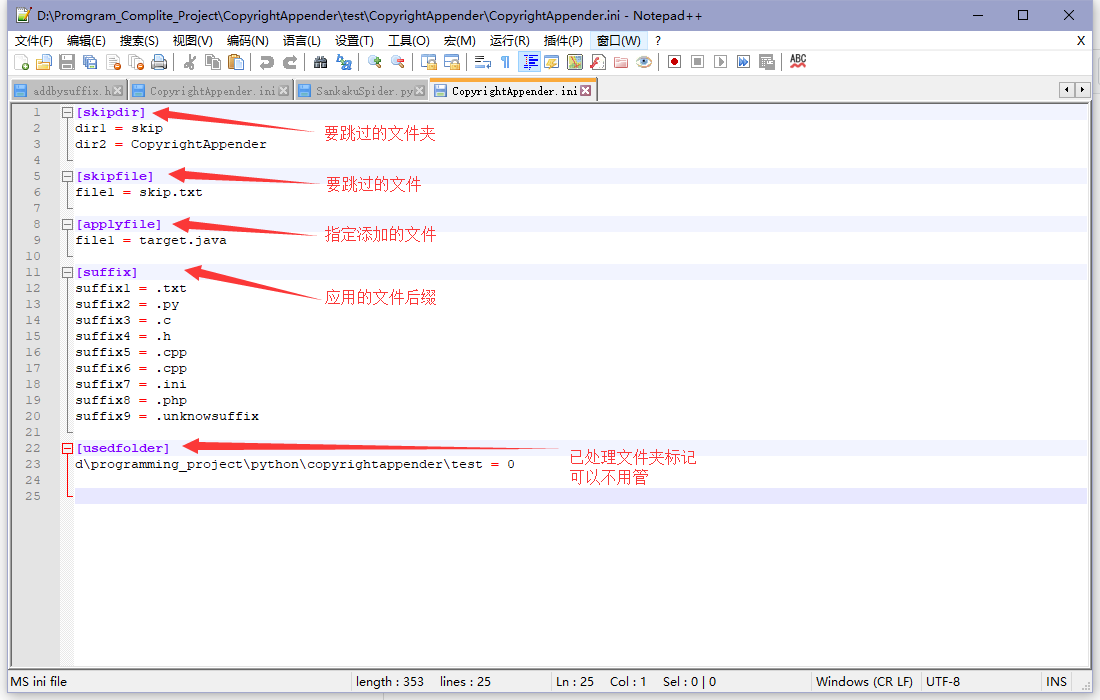 D:\Promgram_Complite_Project\CopyrightAppender\test\CopyrightAppender\CopyrightAppender.ini - Notepad++
文件(F) 编辑(E) 搜索(S) 视图(V) 编码(N) 语言(L) 设置(T) 工具(O) 宏(M) 运行(R) 插件(P) 窗口(W) ? X
ABC
addbysuffix.h CopyrightAppender.ini SankakuSpider.py CopyrightAppender.ini
1 [skipdir]
要跳过的文件夹
2 dir1 = skip
3 dir2 = CopyrightAppender
4
5 [skipfile]
要跳过的文件
6 file1 = skip.txt
7
8 [applyfile]
指定添加的文件
9 file1 = target.java
10
11 [suffix]
应用的文件后缀
12 suffix1 = .txt
13 suffix2 = .py
14 suffix3 = .c
15 suffix4 = .h
16 suffix5 = .cpp
17 suffix6 = .cpp
18 suffix7 = .ini
19 suffix8 = .php
20 suffix9 = .unknowsuffix
21
22 [usedfolder]
已处理文件夹标记
可以不用管
23 d\programming_project\python\copyrightappender\test = 0
24
25
MS ini file length : 353 lines : 25 Ln : 25 Col : 1 Sel : 0 | 0 Windows (CR LF) UTF-8 INS